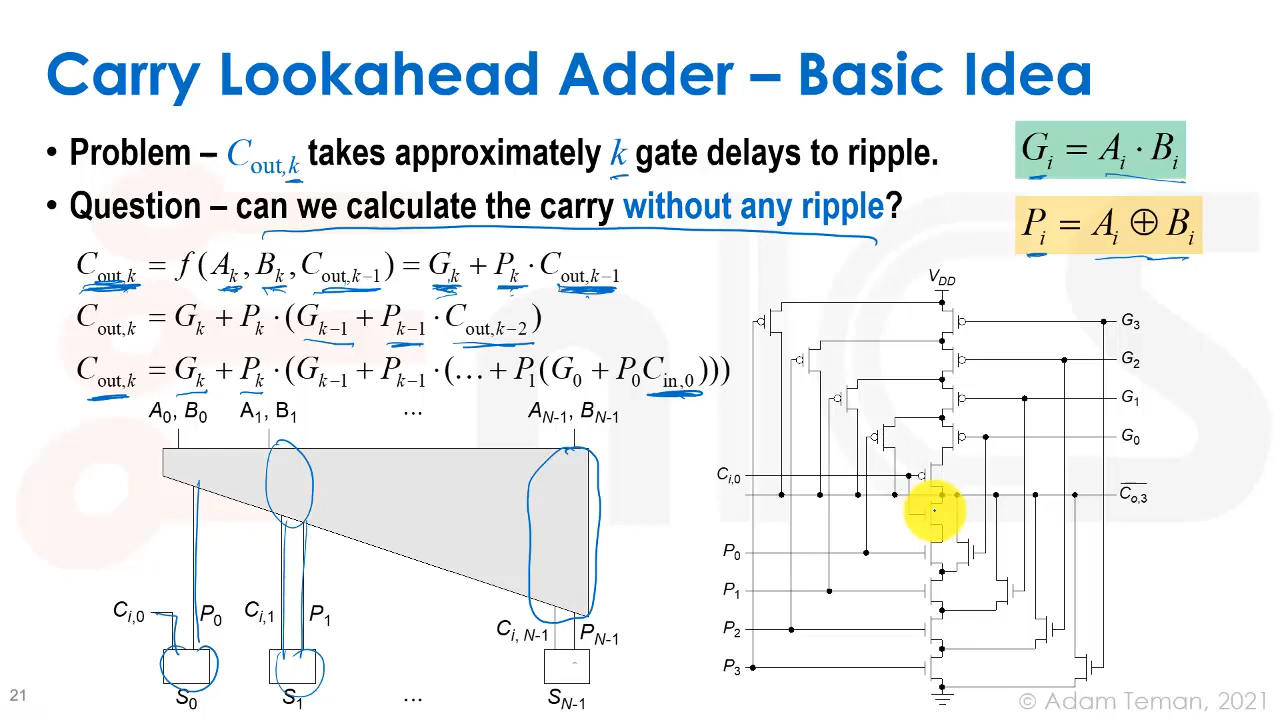 Carry Lookahead Adder – Basic Idea
• Problem – C_out,k takes approximately k gate delays to ripple.
• Question – can we calculate the carry without any ripple?
G_i = A_i · B_i
P_i = A_i ⊕ B_i
C_out,k = f(A_k, B_k, C_out,k−1) = G_k + P_k · C_out,k−1
C_out,k = G_k + P_k · (G_k−1 + P_k−1 · C_out,k−2)
C_out,k = G_k + P_k · (G_k−1 + P_k−1 · (… + P_1(G_0 + P_0C_in,0)))
A_0, B_0 A_1, B_1 ... A_N-1, B_N-1
C_i,0 P_0 C_i,1 P_1 C_i, N-1 P_N-1
S_0 S_1 ... S_N-1
V_DD
G_3
G_2
G_1
G_0
C_i,0
C̅_o,3
P_0
P_1
P_2
P_3
21
© Adam Teman, 2021